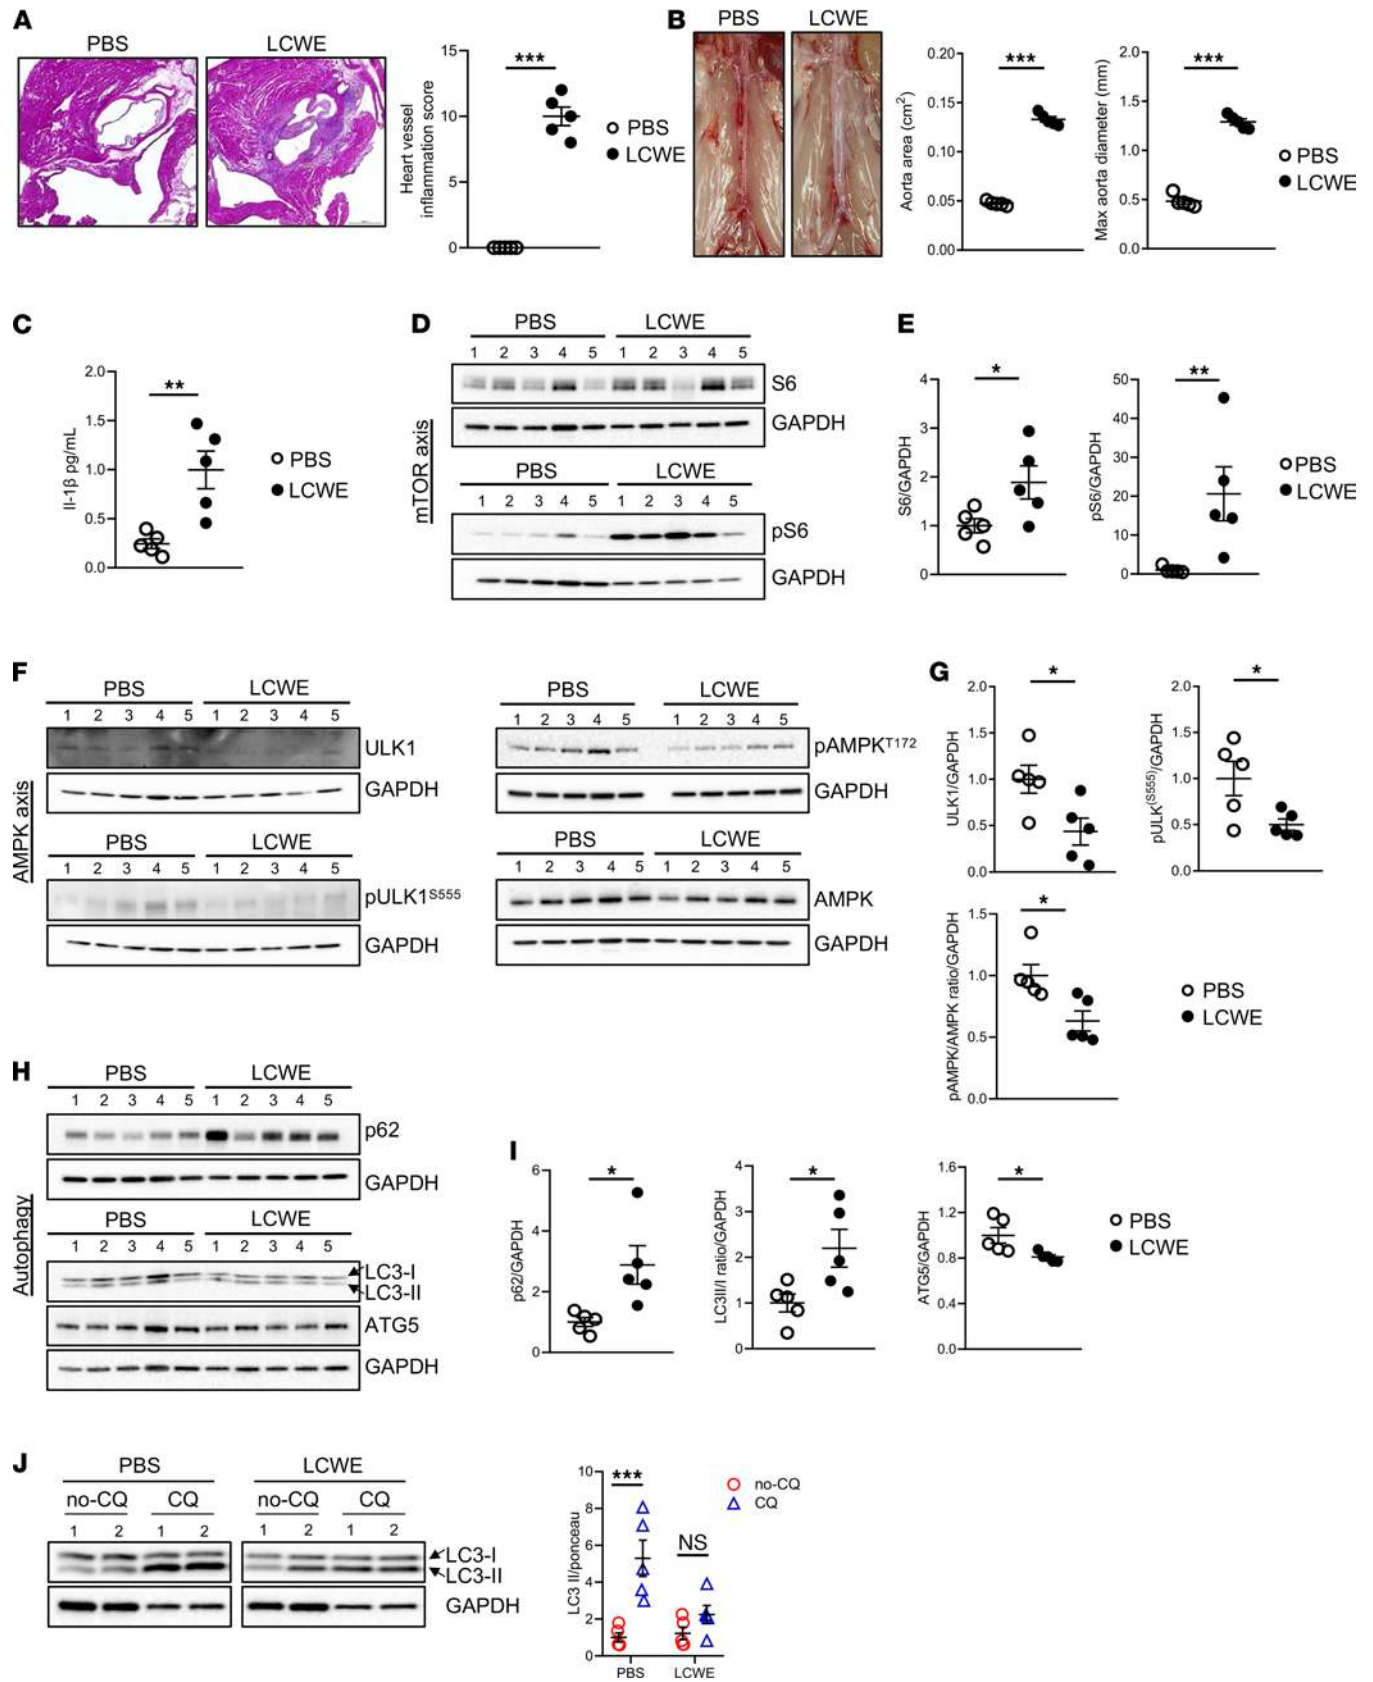 A
PBS
LCWE
Heart vessel
inflammation score
15
10
5
0
***
PBS
LCWE
B
PBS
LCWE
Aorta area (cm²)
0.20
0.15
0.10
0.05
0.00
***
Max aorta diameter (mm)
2.0
1.5
1.0
0.5
0.0
***
PBS
LCWE
C
Il-1β pg/mL
2.0
1.5
1.0
0.5
0.0
**
PBS
LCWE
D
mTOR axis
PBS LCWE
1 2 3 4 5 1 2 3 4 5
S6
GAPDH
PBS LCWE
1 2 3 4 5 1 2 3 4 5
pS6
GAPDH
E
S6/GAPDH
4
3
2
1
0
*
pS6/GAPDH
50
40
30
20
10
0
**
PBS
LCWE
F
AMPK axis
PBS LCWE
1 2 3 4 5 1 2 3 4 5
ULK1
GAPDH
PBS LCWE
1 2 3 4 5 1 2 3 4 5
pULK1S555
GAPDH
PBS LCWE
1 2 3 4 5 1 2 3 4 5
pAMPKT172
GAPDH
PBS LCWE
1 2 3 4 5 1 2 3 4 5
AMPK
GAPDH
G
ULK1/GAPDH
2.0
1.5
1.0
0.5
0.0
*
pULK(S555)/GAPDH
2.0
1.5
1.0
0.5
0.0
*
pAMPK/AMPK ratio/GAPDH
1.5
1.0
0.5
0.0
*
PBS
LCWE
H
Autophagy
PBS LCWE
1 2 3 4 5 1 2 3 4 5
p62
GAPDH
PBS LCWE
1 2 3 4 5 1 2 3 4 5
LC3-I
LC3-II
ATG5
GAPDH
I
p62/GAPDH
6
4
2
0
*
LC3II/I ratio/GAPDH
4
3
2
1
0
*
ATG5/GAPDH
1.6
1.2
0.8
0.4
0.0
*
PBS
LCWE
J
PBS LCWE
no-CQ CQ no-CQ CQ
1 2 1 2 1 2 1 2
LC3-I
LC3-II
GAPDH
LC3 II/ponceau
10
8
6
4
2
0
***
NS
PBS LCWE
no-CQ
CQ